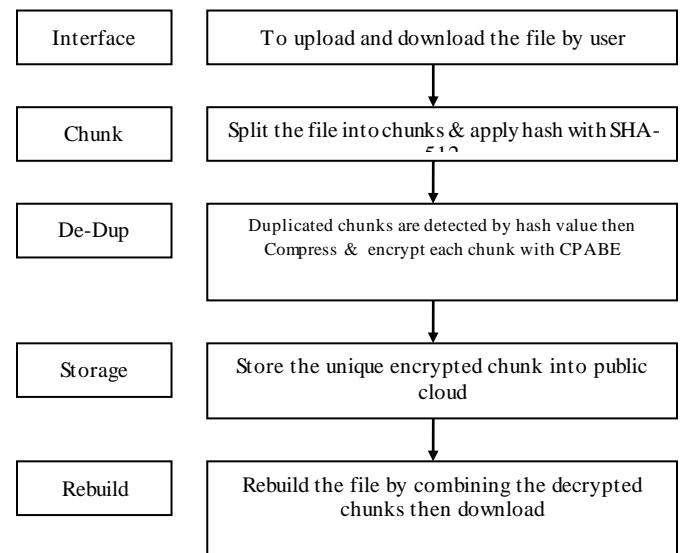 Interface
To upload and download the file by user
Chunk
Split the file into chunks & apply hash with SHA-
512
De-Dup
Duplicated chunks are detected by hash value then
Compress & encrypt each chunk with CPABE
Storage
Store the unique encrypted chunk into public
cloud
Rebuild
Rebuild the file by combining the decrypted
chunks then download